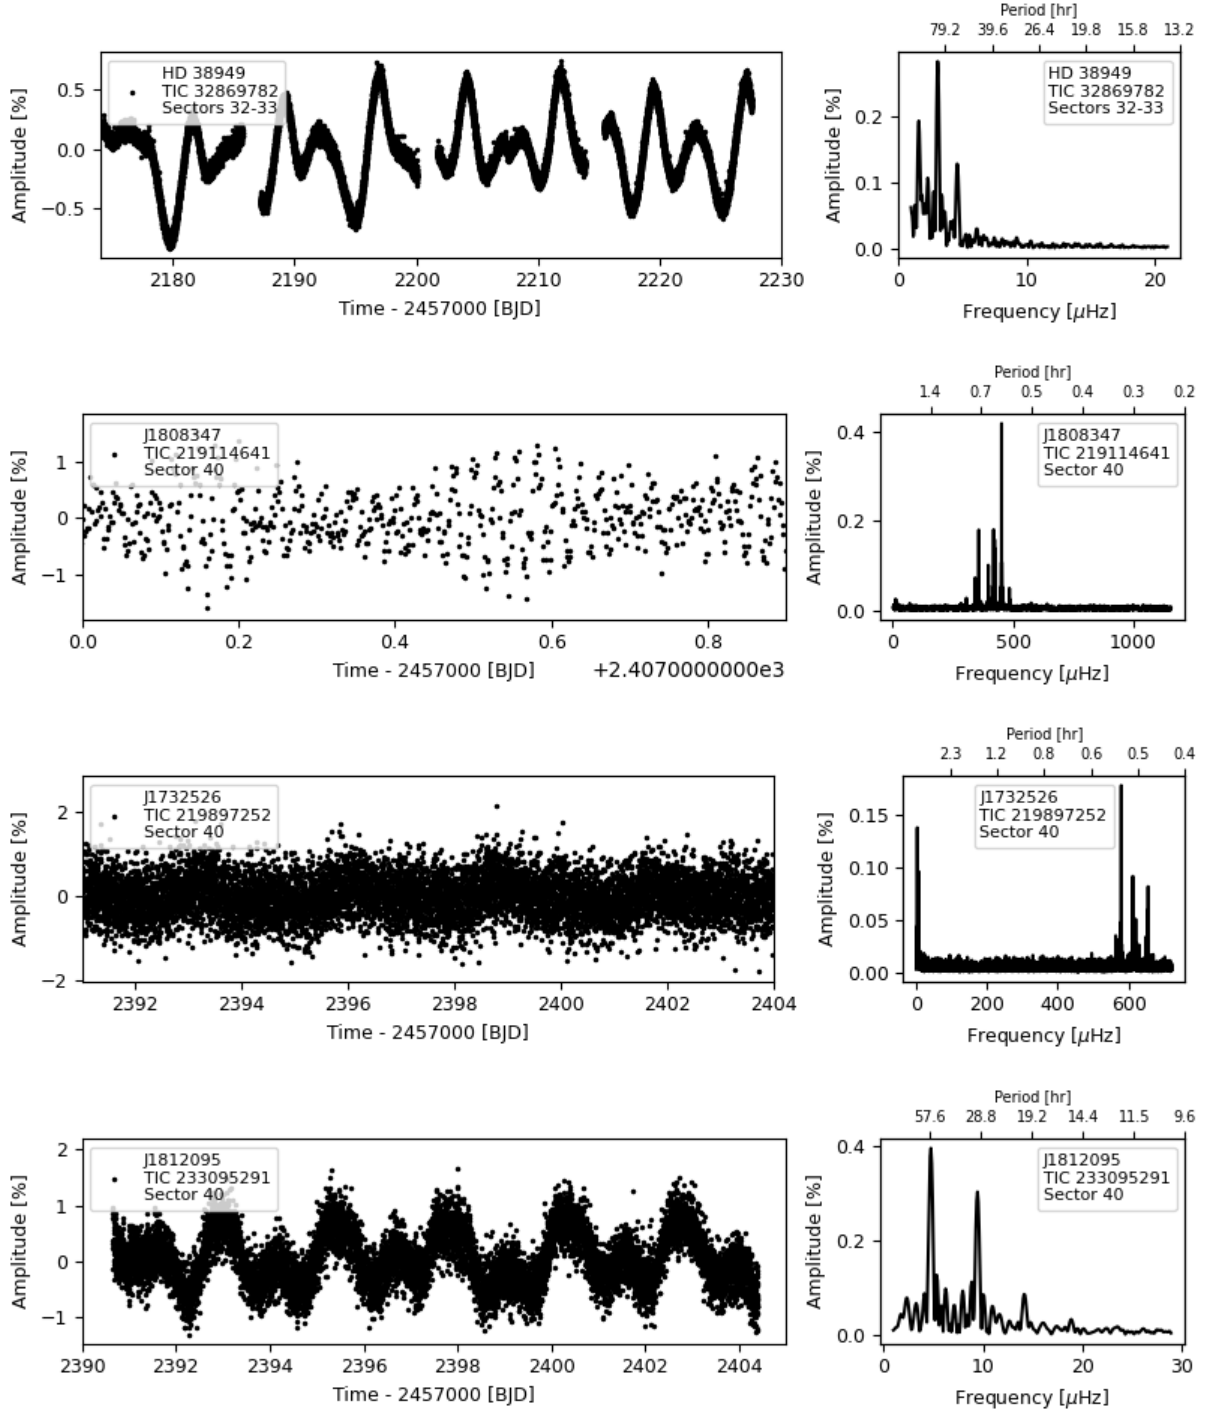 Period [hr]
79.2 39.6 26.4 19.8 15.8 13.2
Amplitude [%]
0.5
0.0
−0.5
HD 38949
TIC 32869782
Sectors 32-33
2180 2190 2200 2210 2220 2230
Time - 2457000 [BJD]
Amplitude [%]
0.2
0.1
0.0
HD 38949
TIC 32869782
Sectors 32-33
0 10 20
Frequency [μHz]
Period [hr]
1.4 0.7 0.5 0.4 0.3 0.2
Amplitude [%]
1
0
−1
J1808347
TIC 219114641
Sector 40
0.0 0.2 0.4 0.6 0.8
Time - 2457000 [BJD] +2.4070000000e3
Amplitude [%]
0.4
0.2
0.0
J1808347
TIC 219114641
Sector 40
0 500 1000
Frequency [μHz]
Period [hr]
2.3 1.2 0.8 0.6 0.5 0.4
Amplitude [%]
2
0
−2
J1732526
TIC 219897252
Sector 40
2392 2394 2396 2398 2400 2402 2404
Time - 2457000 [BJD]
Amplitude [%]
0.15
0.10
0.05
0.00
J1732526
TIC 219897252
Sector 40
0 200 400 600
Frequency [μHz]
Period [hr]
57.6 28.8 19.2 14.4 11.5 9.6
Amplitude [%]
2
1
0
−1
J1812095
TIC 233095291
Sector 40
2390 2392 2394 2396 2398 2400 2402 2404
Time - 2457000 [BJD]
Amplitude [%]
0.4
0.2
0.0
J1812095
TIC 233095291
Sector 40
0 10 20 30
Frequency [μHz]